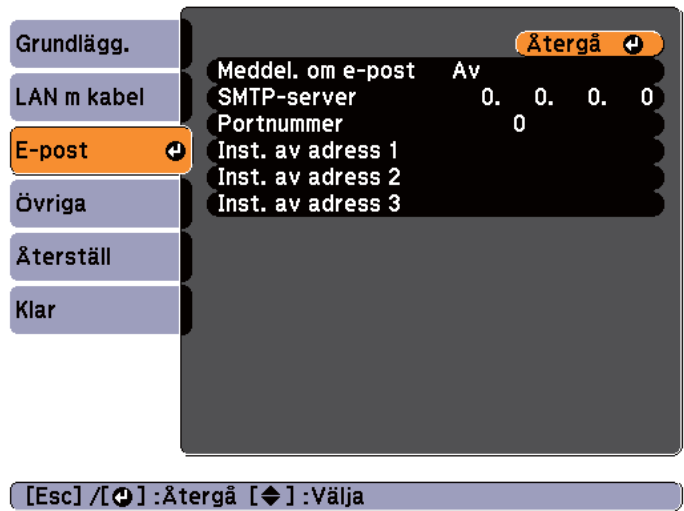 Grundlägg.
LAN m kabel
E-post
Övriga
Återställ
Klar
Återgå
Meddel. om e-post Av
SMTP-server 0. 0. 0. 0
Portnummer 0
Inst. av adress 1
Inst. av adress 2
Inst. av adress 3
[Esc] /[⏎] :Återgå [◆] :Välja